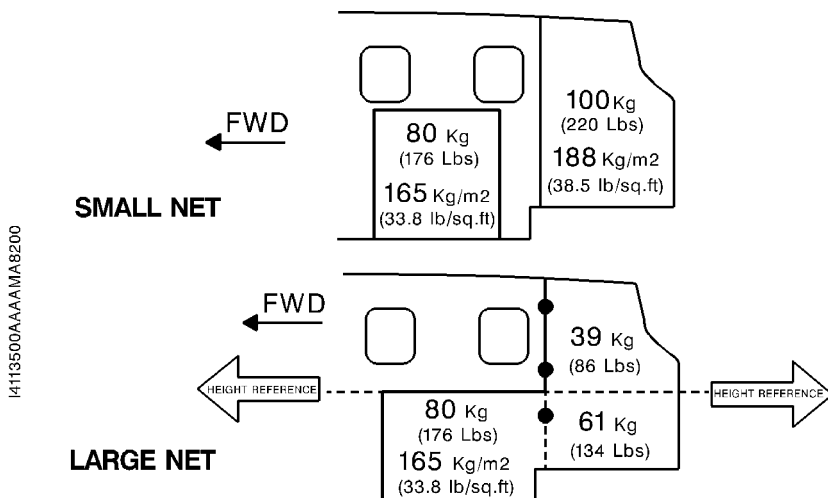 FWD
80 Kg
(176 Lbs)
165 Kg/m2
(33.8 lb/sq.ft)
100 Kg
(220 Lbs)
188 Kg/m2
(38.5 lb/sq.ft)
SMALL NET
I4113500AAAAMA8200
FWD
39 Kg
(86 Lbs)
HEIGHT REFERENCE
HEIGHT REFERENCE
80 Kg
(176 Lbs)
165 Kg/m2
(33.8 lb/sq.ft)
61 Kg
(134 Lbs)
LARGE NET